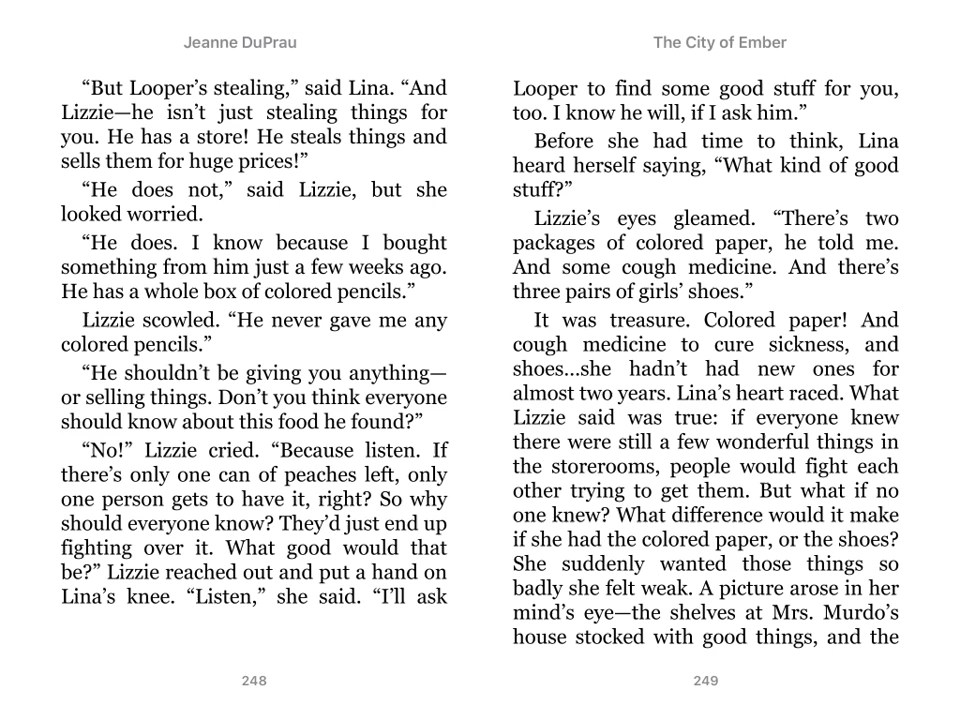 Jeanne DuPrau
“But Looper’s stealing,” said Lina. “And
Lizzie—he isn’t just stealing things for
you. He has a store! He steals things and
sells them for huge prices!”
“He does not,” said Lizzie, but she
looked worried.
“He does. I know because I bought
something from him just a few weeks ago.
He has a whole box of colored pencils.”
Lizzie scowled. “He never gave me any
colored pencils.”
“He shouldn’t be giving you anything—
or selling things. Don’t you think everyone
should know about this food he found?”
“No!” Lizzie cried. “Because listen. If
there’s only one can of peaches left, only
one person gets to have it, right? So why
should everyone know? They’d just end up
fighting over it. What good would that
be?” Lizzie reached out and put a hand on
Lina’s knee. “Listen,” she said. “I’ll ask
248
The City of Ember
Looper to find some good stuff for you,
too. I know he will, if I ask him.”
Before she had time to think, Lina
heard herself saying, “What kind of good
stuff?”
Lizzie’s eyes gleamed. “There’s two
packages of colored paper, he told me.
And some cough medicine. And there’s
three pairs of girls’ shoes.”
It was treasure. Colored paper! And
cough medicine to cure sickness, and
shoes...she hadn’t had new ones for
almost two years. Lina’s heart raced. What
Lizzie said was true: if everyone knew
there were still a few wonderful things in
the storerooms, people would fight each
other trying to get them. But what if no
one knew? What difference would it make
if she had the colored paper, or the shoes?
She suddenly wanted those things so
badly she felt weak. A picture arose in her
mind’s eye—the shelves at Mrs. Murdo’s
house stocked with good things, and the
249